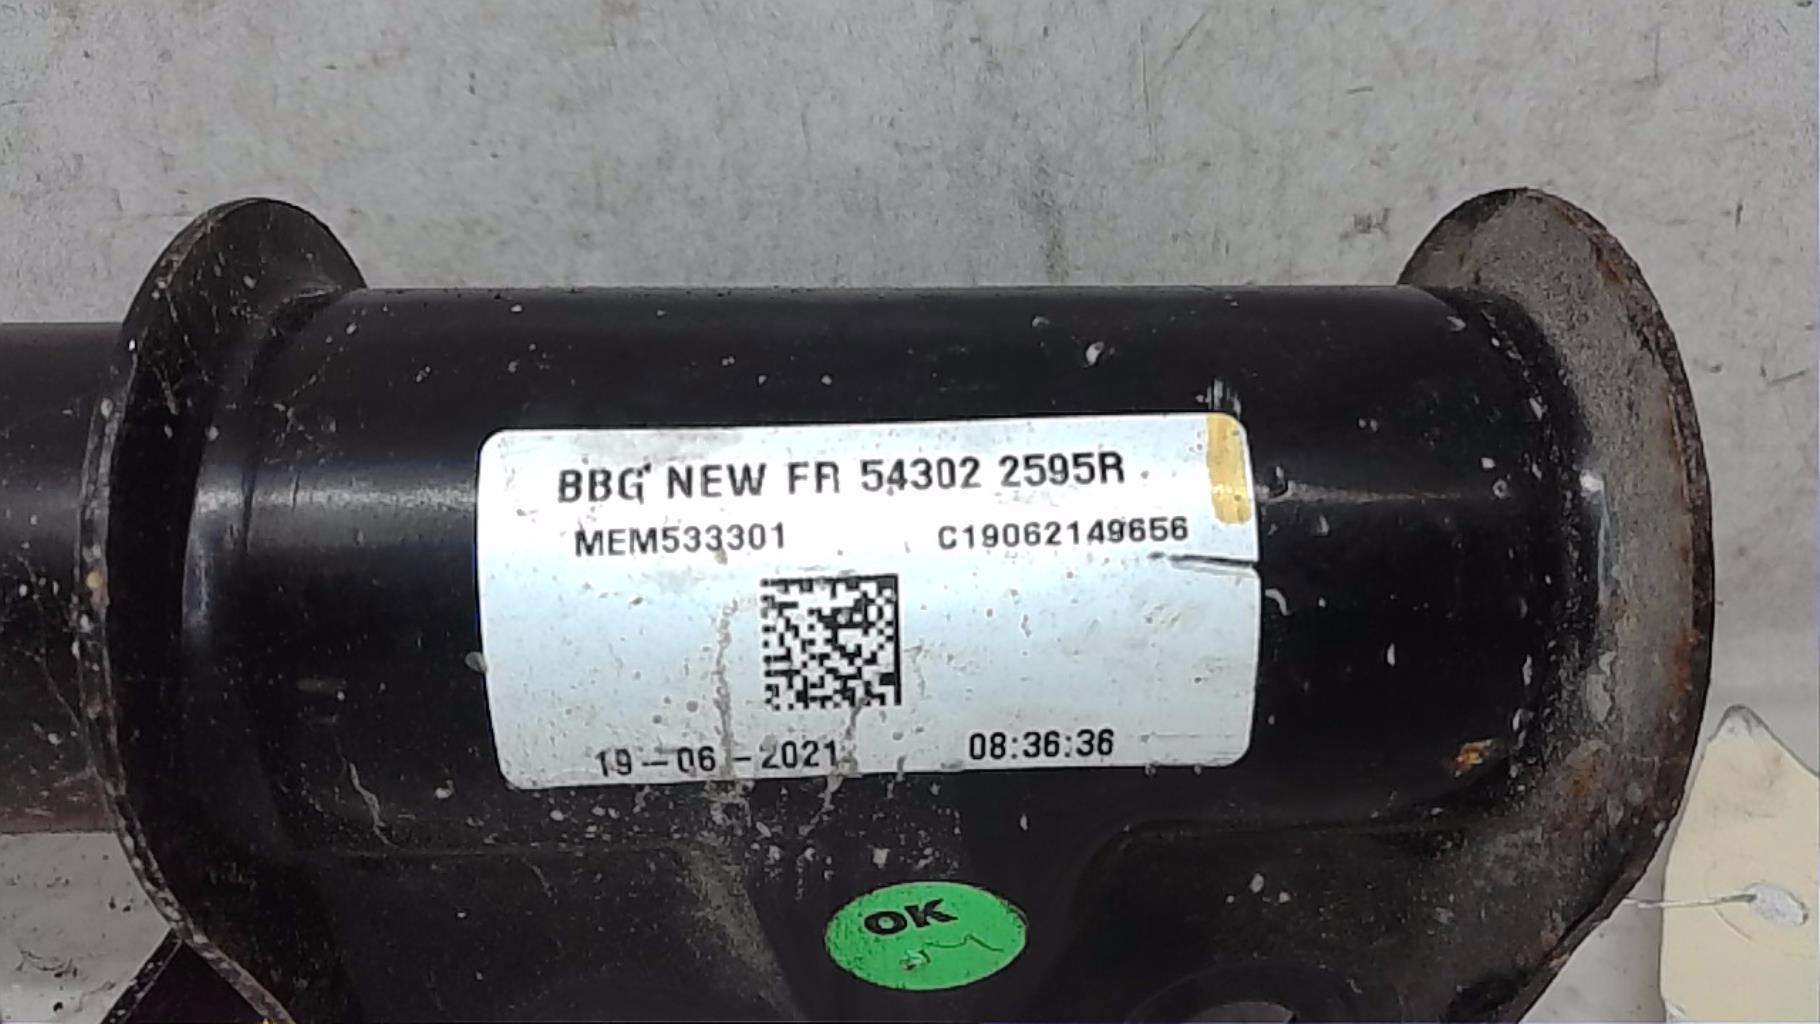 BBG NEW FR 54302 2595R
MEM533301 C19062149656
19-06-2021 08:36:36
OK